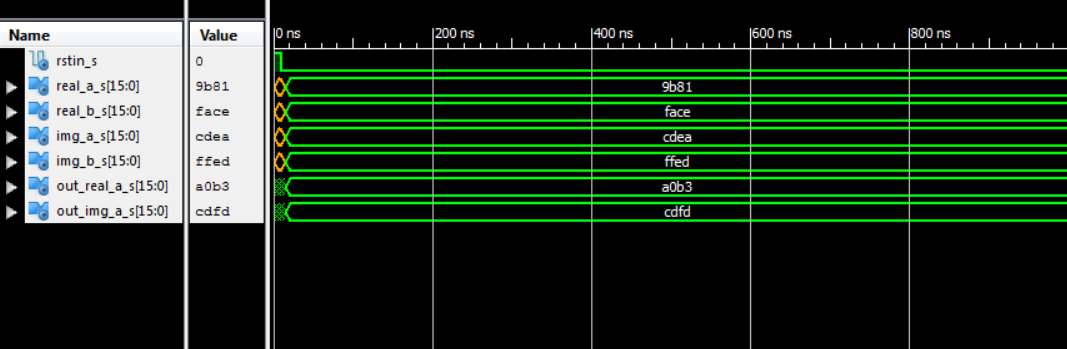 Name Value 0 ns 200 ns 400 ns 600 ns 800 ns
rstin_s 0
real_a_s[15:0] 9b81 9b81
real_b_s[15:0] face face
img_a_s[15:0] cdea cdea
img_b_s[15:0] ffed ffed
out_real_a_s[15:0] a0b3 a0b3
out_img_a_s[15:0] cdfd cdfd